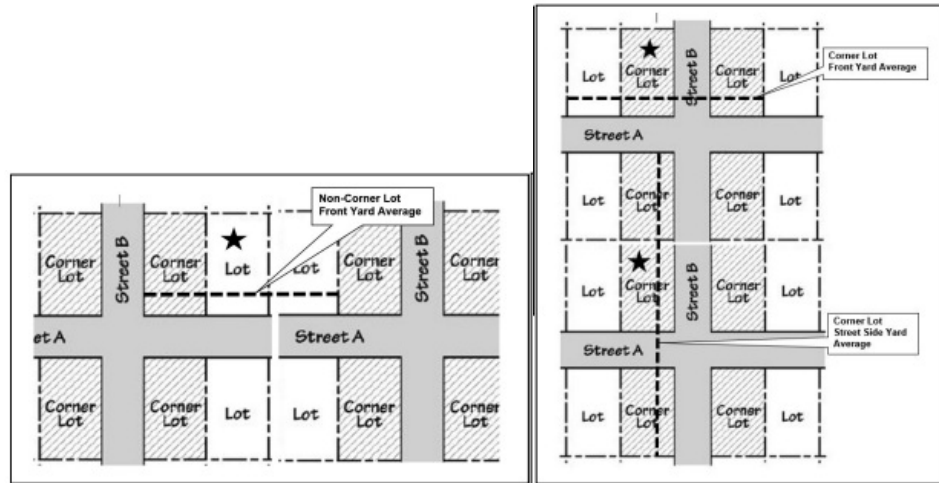 Non-Corner Lot
Front Yard Average
Corner
Lot
Street B
Corner
Lot
Lot
Lot
Corner
Lot
Street B
Corner
Lot
et A
Street A
Corner
Lot
Corner
Lot
Lot
Lot
Corner
Lot
Corner
Lot
Corner Lot
Front Yard Average
Lot
Corner
Lot
Street B
Corner
Lot
Lot
Street A
Lot
Corner
Lot
Corner
Lot
Lot
Lot
Corner
Lot
Street B
Corner
Lot
Lot
Corner Lot
Street Side Yard
Average
Street A
Lot
Corner
Lot
Corner
Lot
Lot